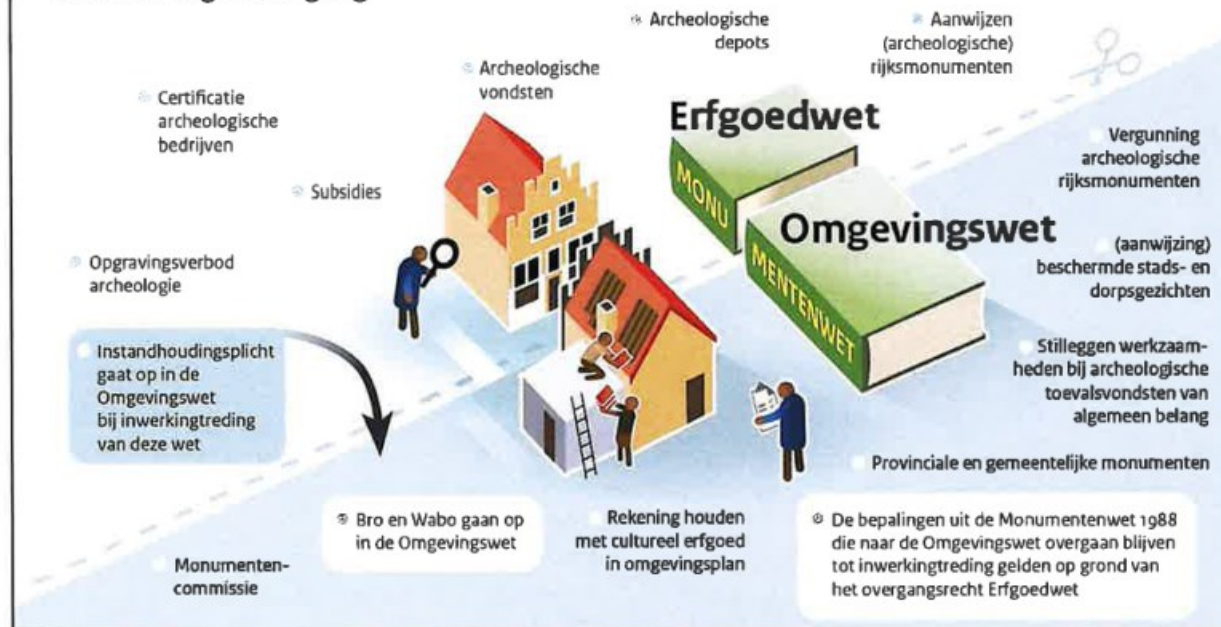 Archeologische
depots
Aanwijzen
(archeologische)
rijksmonumenten
Archeologische
vondsten
Certificatie
archeologische
bedrijven
Erfgoedwet
MONU
Vergunning
archeologische
rijksmonumenten
Subsidies
Omgevingswet
MENTENWET
(aanwijzing)
beschermde stads- en
dorpsgezichten
Opgravingsverbod
archeologie
Instandhoudingsplicht
gaat op in de
Omgevingswet
bij inwerkingtreding
van deze wet
Stilleggen werkzaam-
heden bij archeologische
toevalsvondsten van
algemeen belang
Provinciale en gemeentelijke monumenten
Bro en Wabo gaan op
in de Omgevingswet
Rekening houden
met cultureel erfgoed
in omgevingsplan
De bepalingen uit de Monumentenwet 1988
die naar de Omgevingswet overgaan blijven
tot inwerkingtreding gelden op grond van
het overgangsrecht Erfgoedwet
Monumenten-
commissie